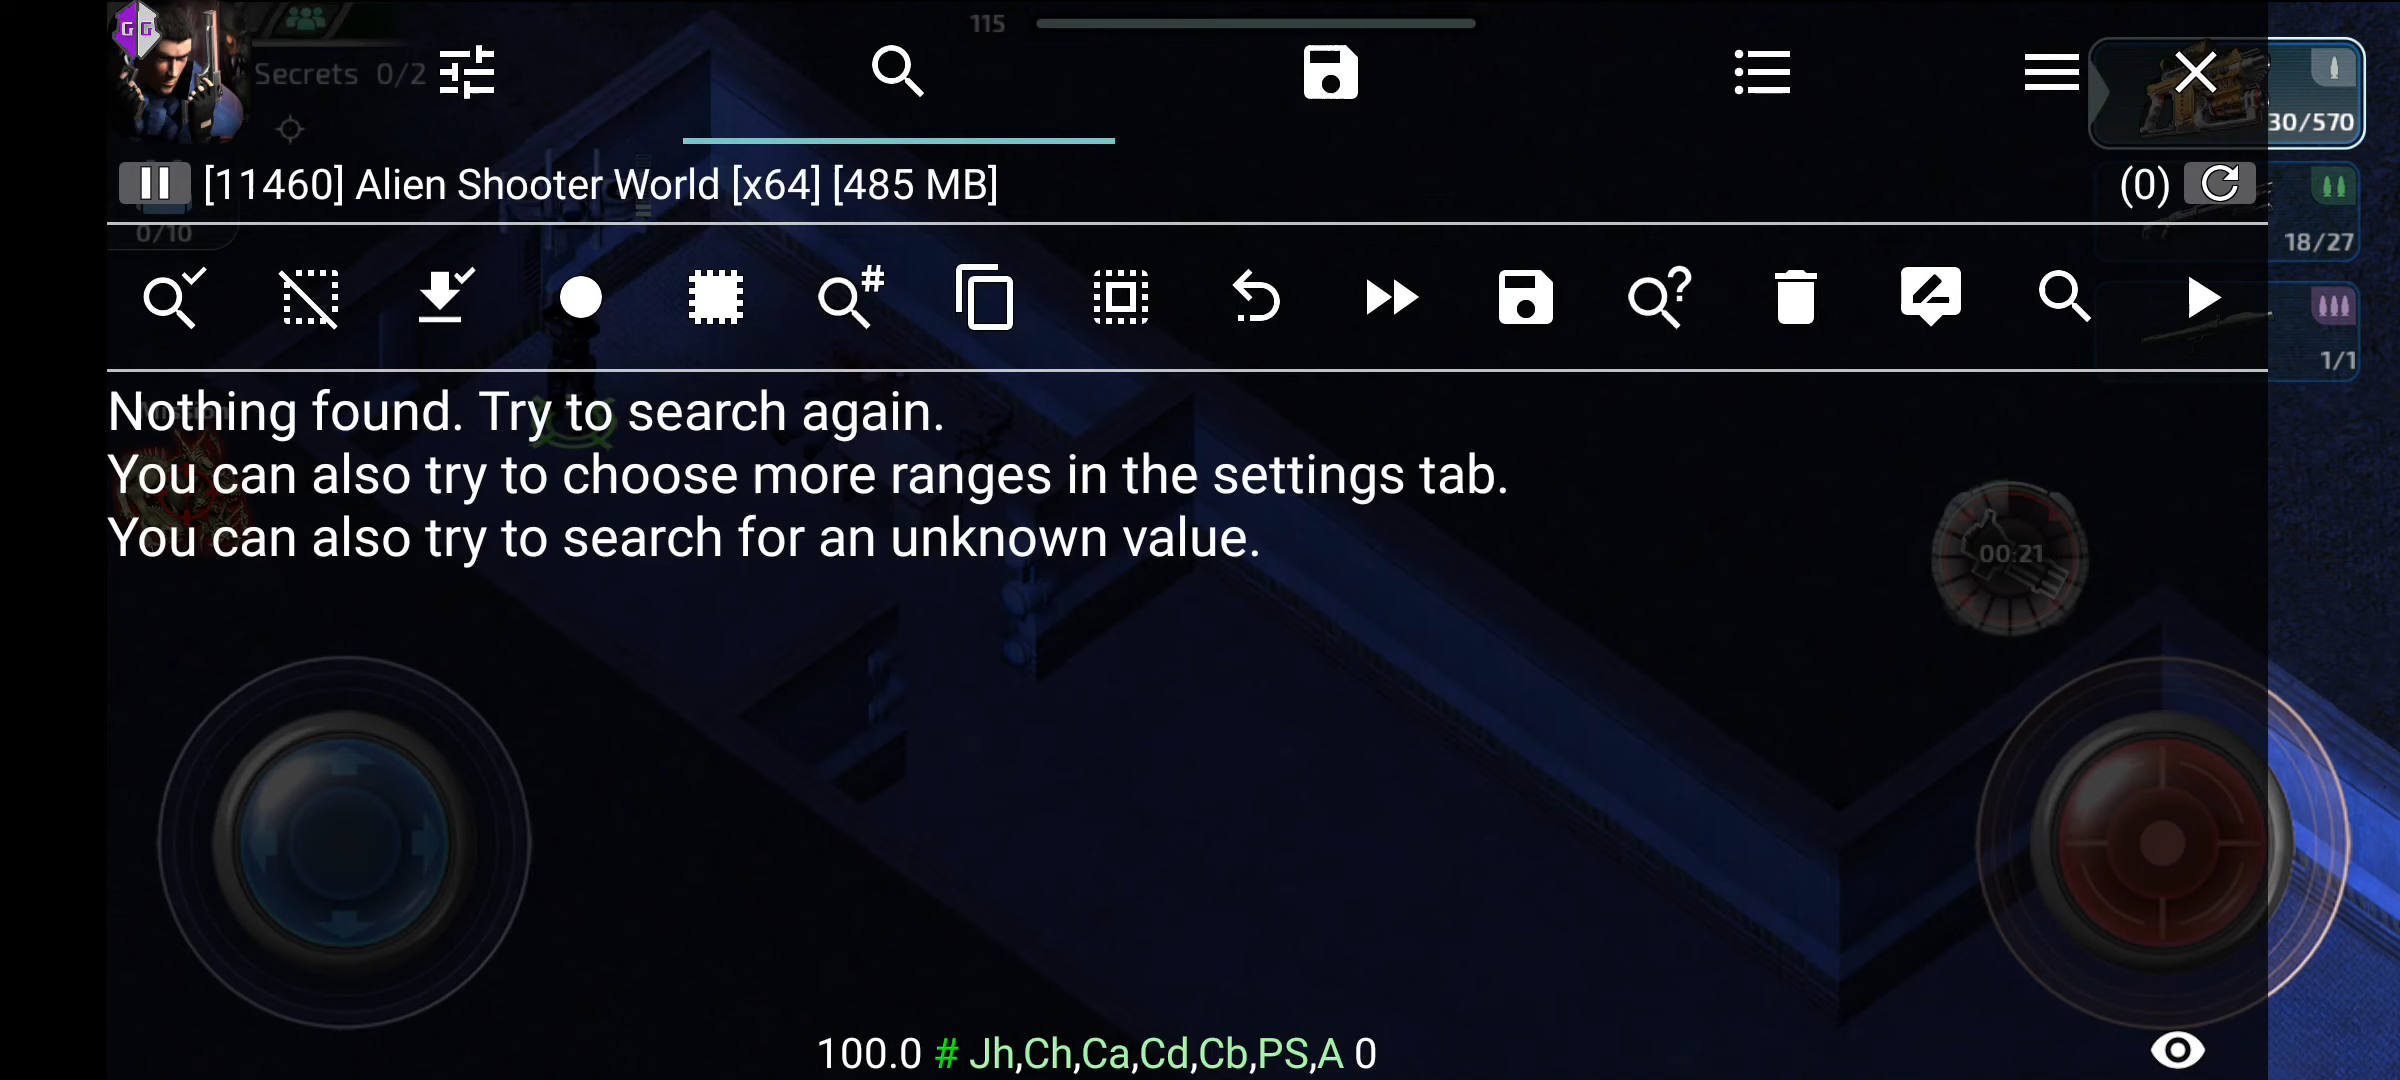 115
GG
Secrets 0/2
30/570
[11460] Alien Shooter World [x64] [485 MB]
(0)
0/10
18/27
#
?
1/1
Nothing found. Try to search again.
You can also try to choose more ranges in the settings tab.
You can also try to search for an unknown value.
00:21
100.0 # Jh,Ch,Ca,Cd,Cb,PS,A 0